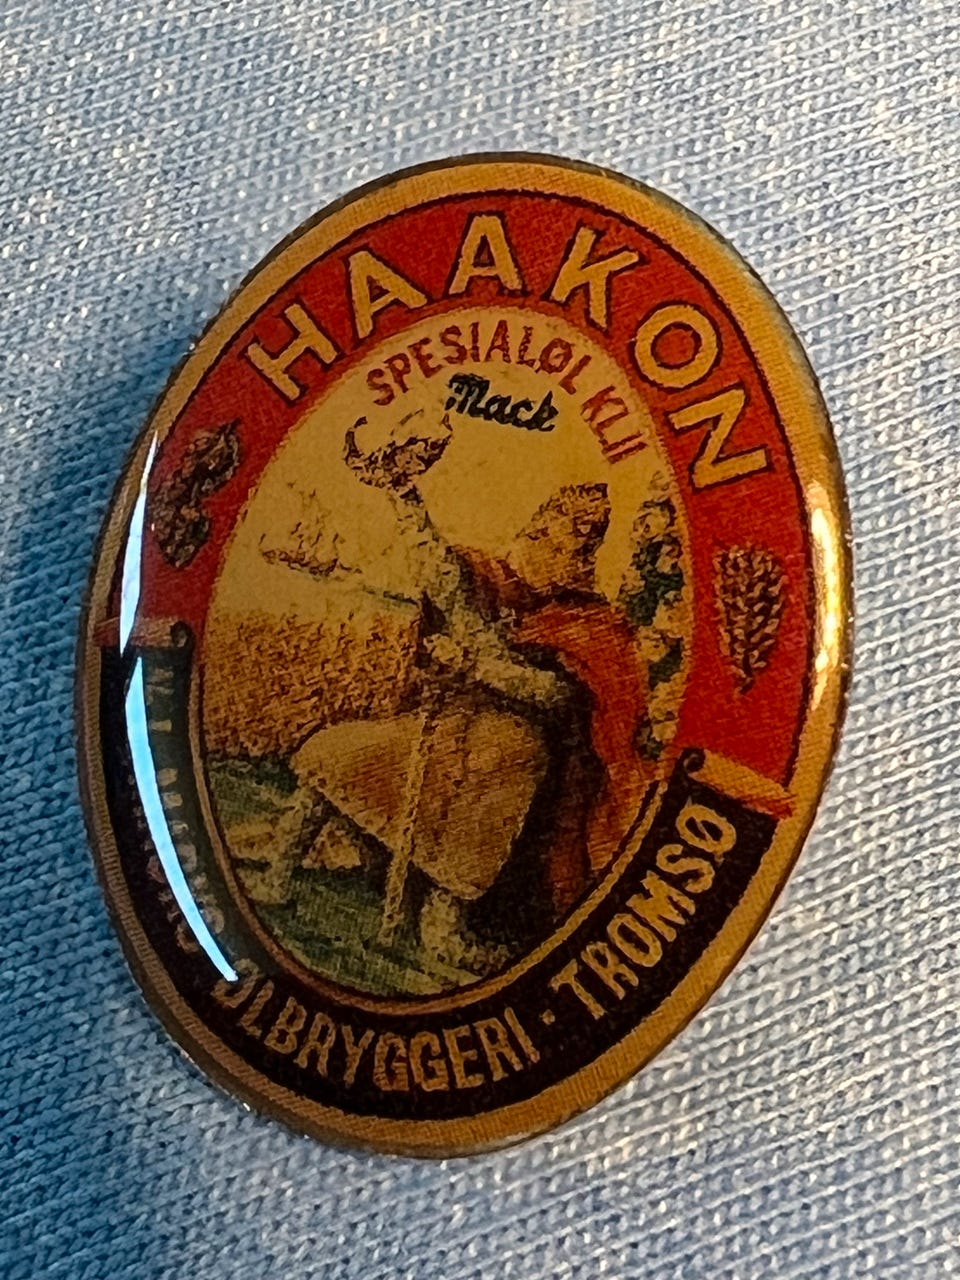 HAAKON
SPESIALØL KLII
Mack
ØLBRYGGERI · TROMSØ